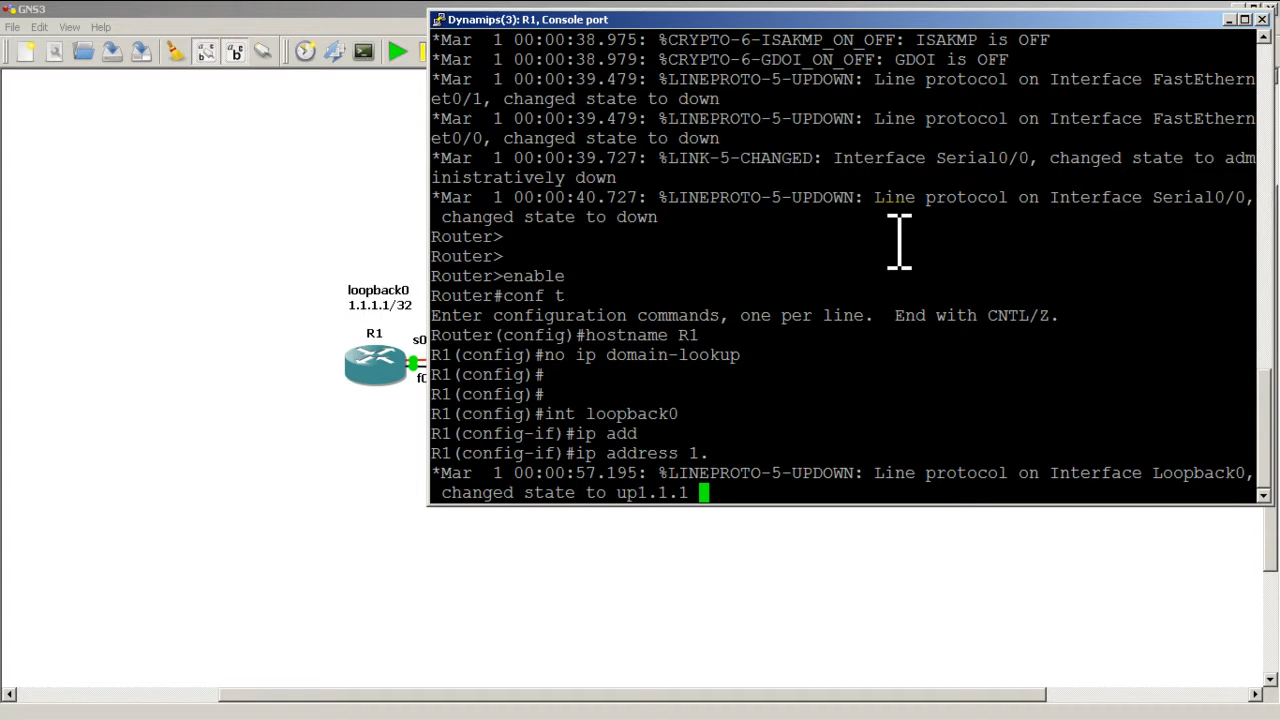 GNS3
File Edit View Help
Dynamips(3): R1, Console port
*Mar  1 00:00:38.975: %CRYPTO-6-ISAKMP_ON_OFF: ISAKMP is OFF
*Mar  1 00:00:38.979: %CRYPTO-6-GDOI_ON_OFF: GDOI is OFF
*Mar  1 00:00:39.479: %LINEPROTO-5-UPDOWN: Line protocol on Interface FastEthern
et0/1, changed state to down
*Mar  1 00:00:39.479: %LINEPROTO-5-UPDOWN: Line protocol on Interface FastEthern
et0/0, changed state to down
*Mar  1 00:00:39.727: %LINK-5-CHANGED: Interface Serial0/0, changed state to adm
inistratively down
*Mar  1 00:00:40.727: %LINEPROTO-5-UPDOWN: Line protocol on Interface Serial0/0,
 changed state to down
Router>
Router>
Router>enable
Router#conf t
Enter configuration commands, one per line.  End with CNTL/Z.
Router(config)#hostname R1
R1(config)#no ip domain-lookup
R1(config)#
R1(config)#
R1(config)#int loopback0
R1(config-if)#ip add
R1(config-if)#ip address 1.
*Mar  1 00:00:57.195: %LINEPROTO-5-UPDOWN: Line protocol on Interface Loopback0,
 changed state to up1.1.1
loopback0
1.1.1.1/32
R1
s0
f0